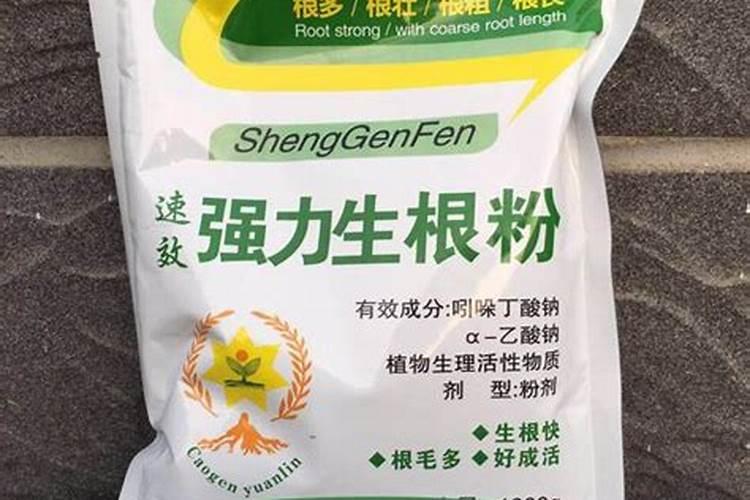 根多 / 根壮 / 根粗 / 根长
Root strong / with coarse root length
ShengGenFen
速效
强力生根粉
有效成分:吲哚丁酸钠
α-乙酸钠
植物生理活性物质
剂 型:粉剂
◆生根快
◆根毛多 ◆好成活
Caogen yuanlin